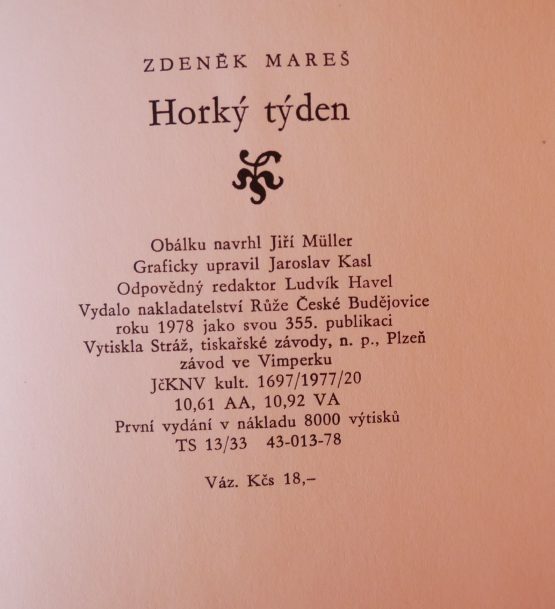 ZDENĚK MAREŠ
Horký týden
Obálku navrhl Jiří Müller
Graficky upravil Jaroslav Kasl
Odpovědný redaktor Ludvík Havel
Vydalo nakladatelství Růže České Budějovice
roku 1978 jako svou 355. publikaci
Vytiskla Stráž, tiskařské závody, n. p., Plzeň
závod ve Vimperku
JčKNV kult. 1697/1977/20
10,61 AA, 10,92 VA
První vydání v nákladu 8000 výtisků
TS 13/33 43-013-78
Váz. Kčs 18,–